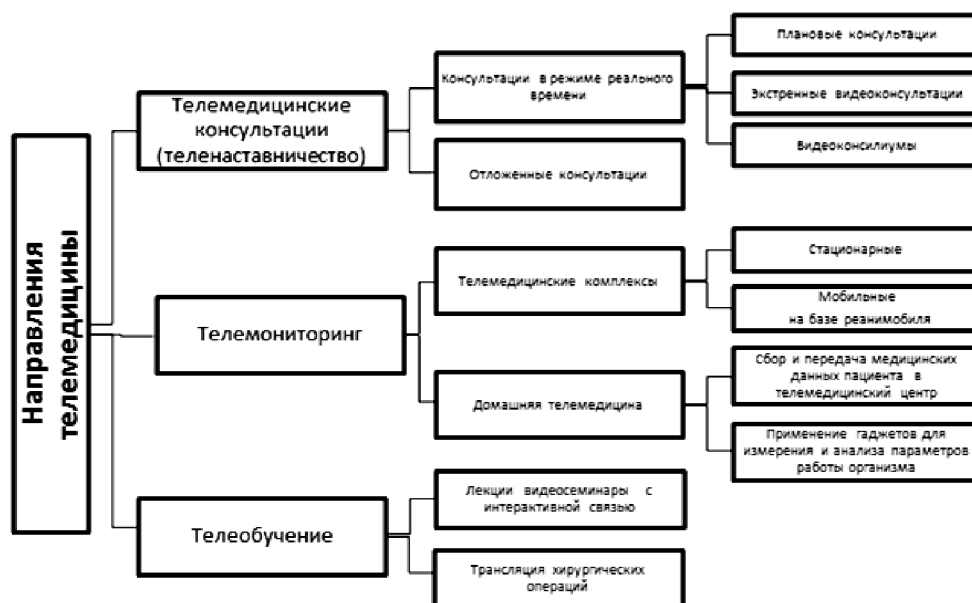 Направления
телемедицины
Телемедицинские
консультации
(теленаставничество)
Консультации в режиме реального
времени
Плановые консультации
Экстренные видеоконсультации
Видеоконсилиумы
Отложенные консультации
Телемониторинг
Телемедицинские комплексы
Стационарные
Мобильные
на базе реанимобиля
Домашняя телемедицина
Сбор и передача медицинских
данных пациента в
телемедицинский центр
Применение гаджетов для
измерения и анализа параметров
работы организма
Телеобучение
Лекции видеосеминары с
интерактивной связью
Трансляция хирургических
операций